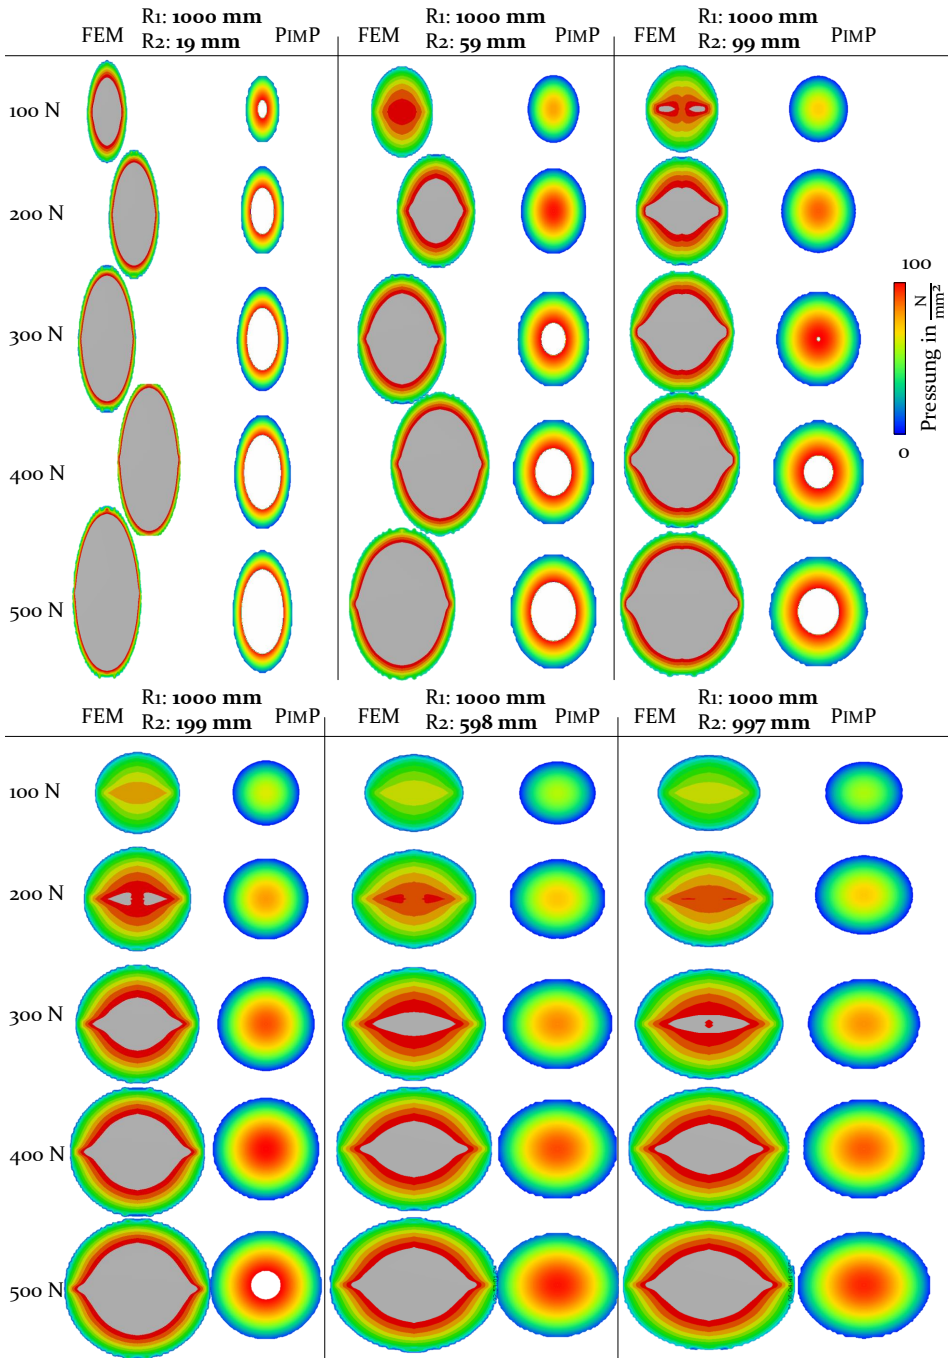 R1: 1000 mm
FEM R2: 19 mm PIMP
R1: 1000 mm
FEM R2: 59 mm PIMP
R1: 1000 mm
FEM R2: 99 mm PIMP
100 N
200 N
300 N
400 N
500 N
100
Pressung in N/mm²
0
R1: 1000 mm
FEM R2: 199 mm PIMP
R1: 1000 mm
FEM R2: 598 mm PIMP
R1: 1000 mm
FEM R2: 997 mm PIMP
100 N
200 N
300 N
400 N
500 N